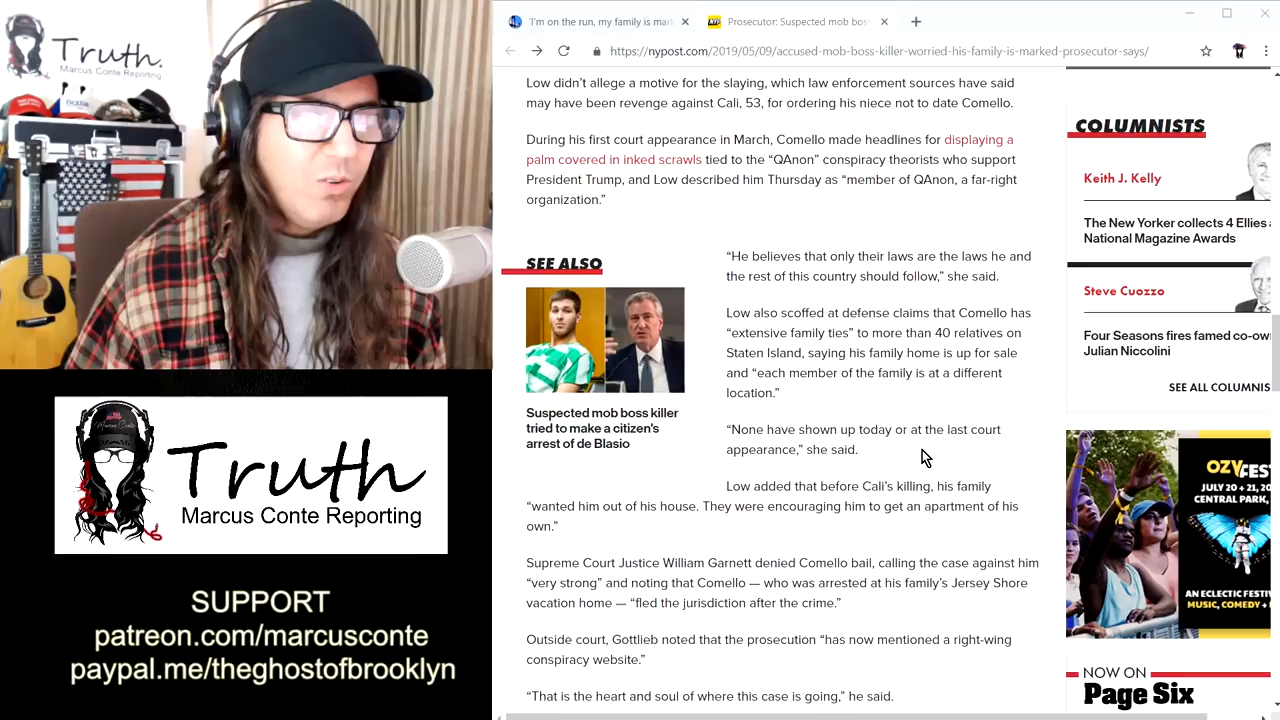 Truth.
Marcus Conte Reporting
Truth
Marcus Conte Reporting
SUPPORT
patreon.com/marcusconte
paypal.me/theghostofbrooklyn
'I'm on the run, my family is mar
Prosecutor: Suspected mob bos
https://nypost.com/2019/05/09/accused-mob-boss-killer-worried-his-family-is-marked-prosecutor-says/
Low didn't allege a motive for the slaying, which law enforcement sources have said
may have been revenge against Cali, 53, for ordering his niece not to date Comello.
During his first court appearance in March, Comello made headlines for displaying a
palm covered in inked scrawls tied to the “QAnon” conspiracy theorists who support
President Trump, and Low described him Thursday as “member of QAnon, a far-right
organization.”
SEE ALSO
Suspected mob boss killer
tried to make a citizen's
arrest of de Blasio
“He believes that only their laws are the laws he and
the rest of this country should follow,” she said.
Low also scoffed at defense claims that Comello has
“extensive family ties” to more than 40 relatives on
Staten Island, saying his family home is up for sale
and “each member of the family is at a different
location.”
“None have shown up today or at the last court
appearance,” she said.
Low added that before Cali's killing, his family
“wanted him out of his house. They were encouraging him to get an apartment of his
own.”
Supreme Court Justice William Garnett denied Comello bail, calling the case against him
“very strong” and noting that Comello — who was arrested at his family's Jersey Shore
vacation home — “fled the jurisdiction after the crime.”
Outside court, Gottlieb noted that the prosecution “has now mentioned a right-wing
conspiracy website.”
“That is the heart and soul of where this case is going,” he said.
COLUMNISTS
Keith J. Kelly
The New Yorker collects 4 Ellies a
National Magazine Awards
Steve Cuozzo
Four Seasons fires famed co-ow
Julian Niccolini
SEE ALL COLUMNIS
OZYFES
JULY 20 + 21, 20
CENTRAL PARK,
AN ECLECTIC FESTIV
MUSIC, COMEDY +
NOW ON
Page Six